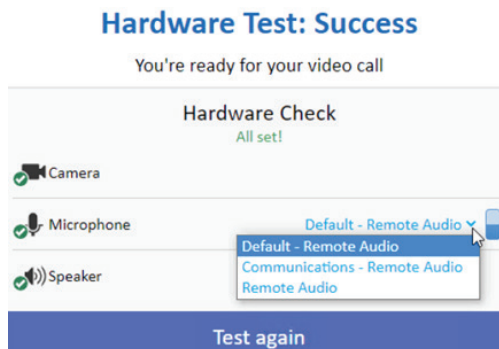 Hardware Test: Success
You're ready for your video call
Hardware Check
All set!
Camera
Microphone
Default - Remote Audio
Default - Remote Audio
Communications - Remote Audio
Remote Audio
Speaker
Test again